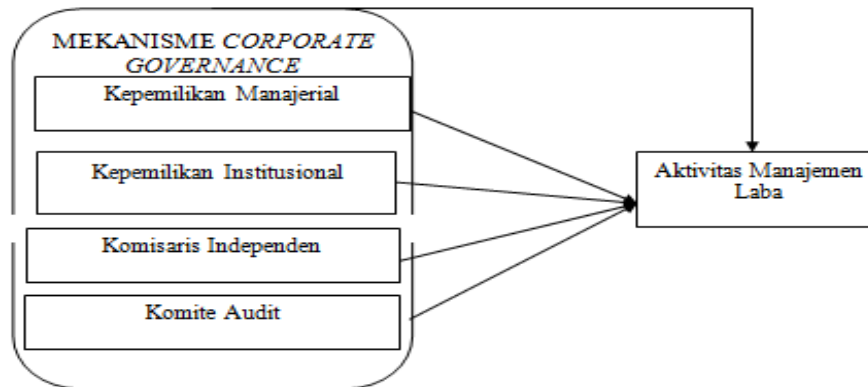 MEKANISME CORPORATE
GOVERNANCE
Kepemilikan Manajerial
Kepemilikan Institusional
Komisaris Independen
Komite Audit
Aktivitas Manajemen
Laba